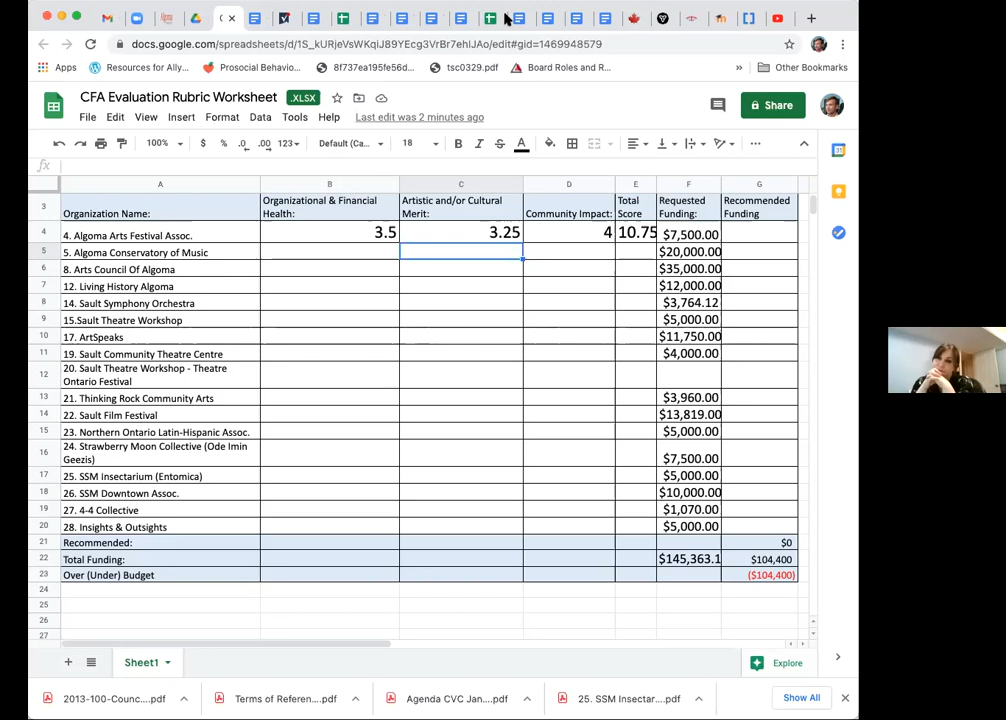 docs.google.com/spreadsheets/d/1S_kURjeVsWKqiJ89YEcg3VrBr7ehIJAo/edit#gid=1469948579
Apps Resources for Ally... Prosocial Behavio... 8f737ea195fe56d... tsc0329.pdf Board Roles and R... » Other Bookmarks
CFA Evaluation Rubric Worksheet .XLSX
File Edit View Insert Format Data Tools Help Last edit was 2 minutes ago
Share
100% $ % .0 .00 123 Default (Ca... 18 B I S A
fx
A B C D E F G
3 Organization Name: Organizational & Financial Health: Artistic and/or Cultural Merit: Community Impact: Total Score Requested Funding: Recommended Funding
4 4. Algoma Arts Festival Assoc. 3.5 3.25 4 10.75 $7,500.00
5 5. Algoma Conservatory of Music $20,000.00
6 8. Arts Council Of Algoma $35,000.00
7 12. Living History Algoma $12,000.00
8 14. Sault Symphony Orchestra $3,764.12
9 15.Sault Theatre Workshop $5,000.00
10 17. ArtSpeaks $11,750.00
11 19. Sault Community Theatre Centre $4,000.00
12 20. Sault Theatre Workshop - Theatre Ontario Festival
13 21. Thinking Rock Community Arts $3,960.00
14 22. Sault Film Festival $13,819.00
15 23. Northern Ontario Latin-Hispanic Assoc. $5,000.00
16 24. Strawberry Moon Collective (Ode Imin Geezis) $7,500.00
17 25. SSM Insectarium (Entomica) $5,000.00
18 26. SSM Downtown Assoc. $10,000.00
19 27. 4-4 Collective $1,070.00
20 28. Insights & Outsights $5,000.00
21 Recommended: $0
22 Total Funding: $145,363.1 $104,400
23 Over (Under) Budget ($104,400)
24
25
26
27
Sheet1 Explore
2013-100-Counc....pdf Terms of Referen....pdf Agenda CVC Jan....pdf 25. SSM Insectar....pdf Show All